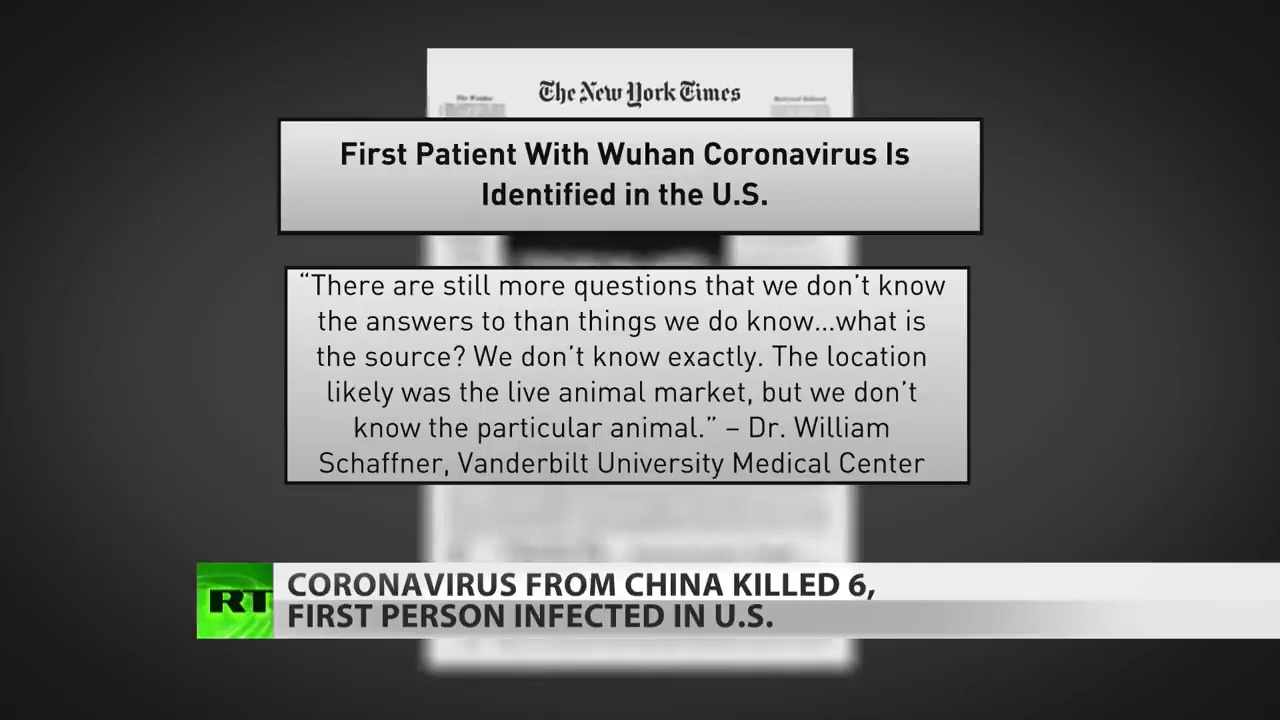 The New York Times
First Patient With Wuhan Coronavirus Is
Identified in the U.S.
“There are still more questions that we don’t know
the answers to than things we do know...what is
the source? We don’t know exactly. The location
likely was the live animal market, but we don’t
know the particular animal.” – Dr. William
Schaffner, Vanderbilt University Medical Center
RT
CORONAVIRUS FROM CHINA KILLED 6,
FIRST PERSON INFECTED IN U.S.